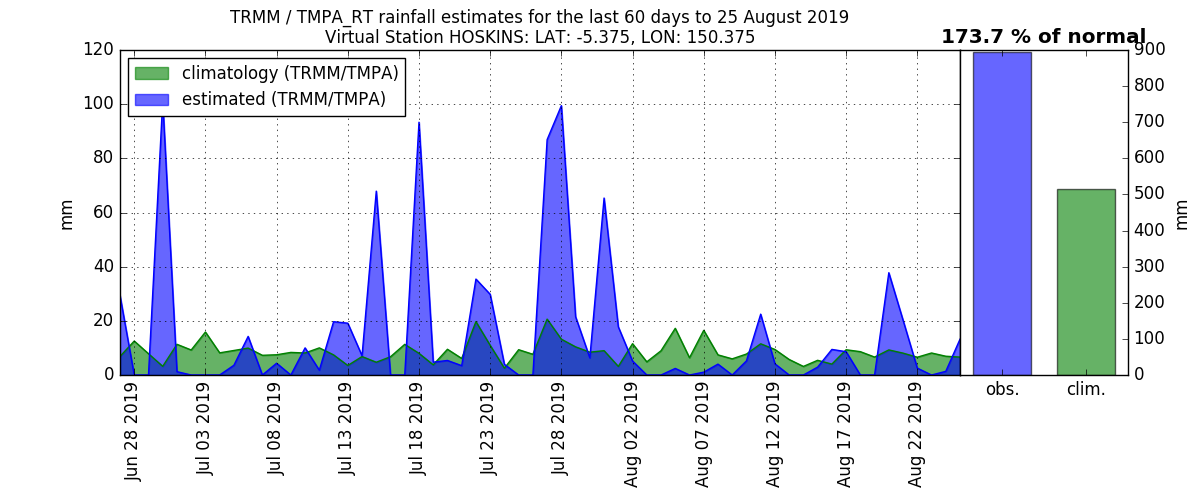 TRMM / TMPA_RT rainfall estimates for the last 60 days to 25 August 2019
Virtual Station HOSKINS: LAT: -5.375, LON: 150.375
173.7 % of normal
climatology (TRMM/TMPA)
estimated (TRMM/TMPA)
120
100
80
60
40
20
0
mm
Jun 28 2019
Jul 03 2019
Jul 08 2019
Jul 13 2019
Jul 18 2019
Jul 23 2019
Jul 28 2019
Aug 02 2019
Aug 07 2019
Aug 12 2019
Aug 17 2019
Aug 22 2019
900
800
700
600
500
400
300
200
100
0
mm
obs.
clim.